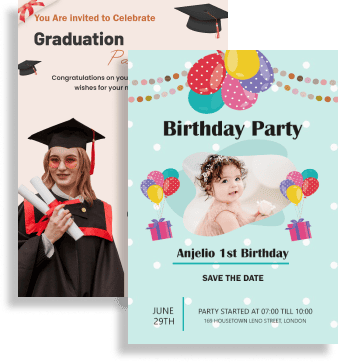 You Are Invited to Celebrate
Graduation
Congratulations on you
wishes for your
Birthday Party
Anjelio 1st Birthday
SAVE THE DATE
JUNE
29TH
PARTY STARTED AT 07:00 TILL 10:00
169 HOUSETOWN LENO STREET, LONDON